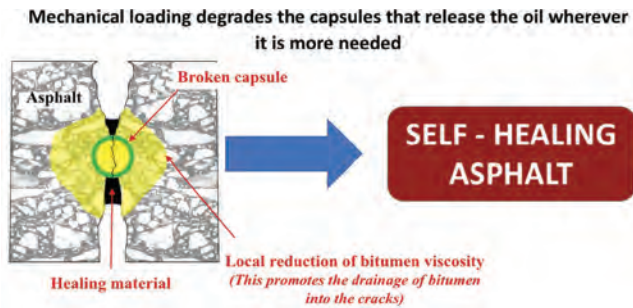 Mechanical loading degrades the capsules that release the oil wherever
it is more needed
Broken capsule
Asphalt
SELF - HEALING
ASPHALT
Local reduction of bitumen viscosity
(This promotes the drainage of bitumen
into the cracks)
Healing material